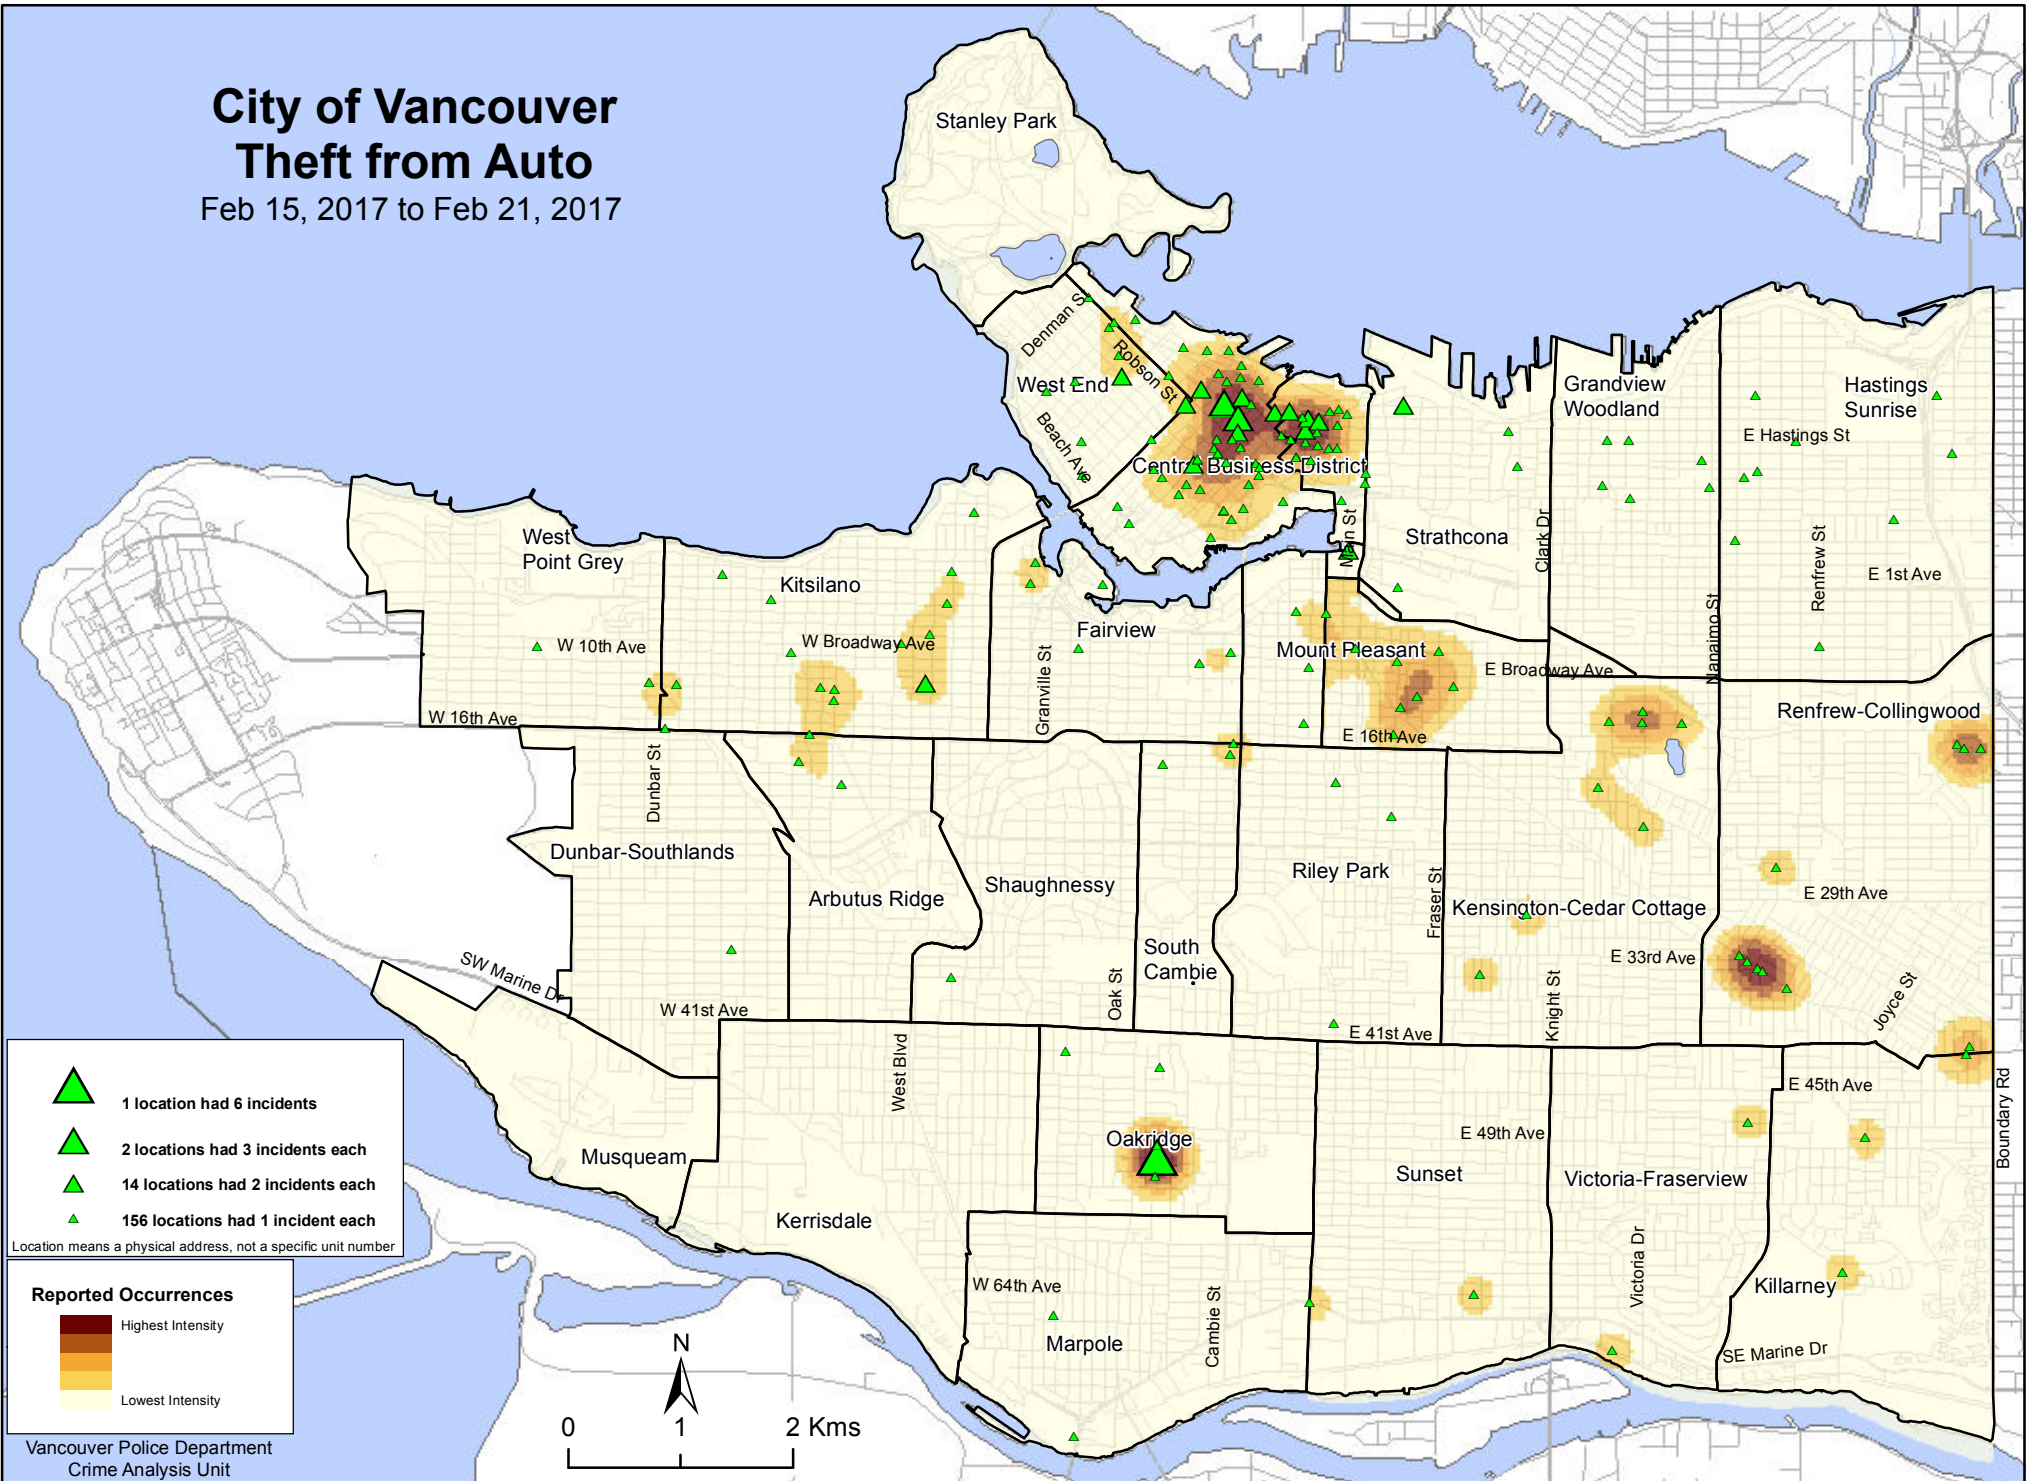 City of Vancouver
Theft from Auto
Feb 15, 2017 to Feb 21, 2017
Stanley Park
Denman St
Robson St
West End
Beach Ave
Central Business District
Grandview
Woodland
Hastings
Sunrise
E Hastings St
Main St
Strathcona
Clark Dr
Nanaimo St
Renfrew St
E 1st Ave
West
Point Grey
Kitsilano
W 10th Ave
W Broadway Ave
Fairview
Granville St
Mount Pleasant
E Broadway Ave
W 16th Ave
E 16th Ave
Renfrew-Collingwood
Dunbar St
Dunbar-Southlands
Arbutus Ridge
Shaughnessy
Riley Park
Fraser St
Kensington-Cedar Cottage
E 29th Ave
South
Cambie
Oak St
E 33rd Ave
Knight St
Joyce St
SW Marine Dr
W 41st Ave
E 41st Ave
West Blvd
E 45th Ave
Boundary Rd
Oakridge
E 49th Ave
Musqueam
Sunset
Victoria-Fraserview
Kerrisdale
Victoria Dr
W 64th Ave
Cambie St
Killarney
Marpole
SE Marine Dr
1 location had 6 incidents
2 locations had 3 incidents each
14 locations had 2 incidents each
156 locations had 1 incident each
Location means a physical address, not a specific unit number
Reported Occurrences
Highest Intensity
Lowest Intensity
N
0 1 2 Kms
Vancouver Police Department
Crime Analysis Unit